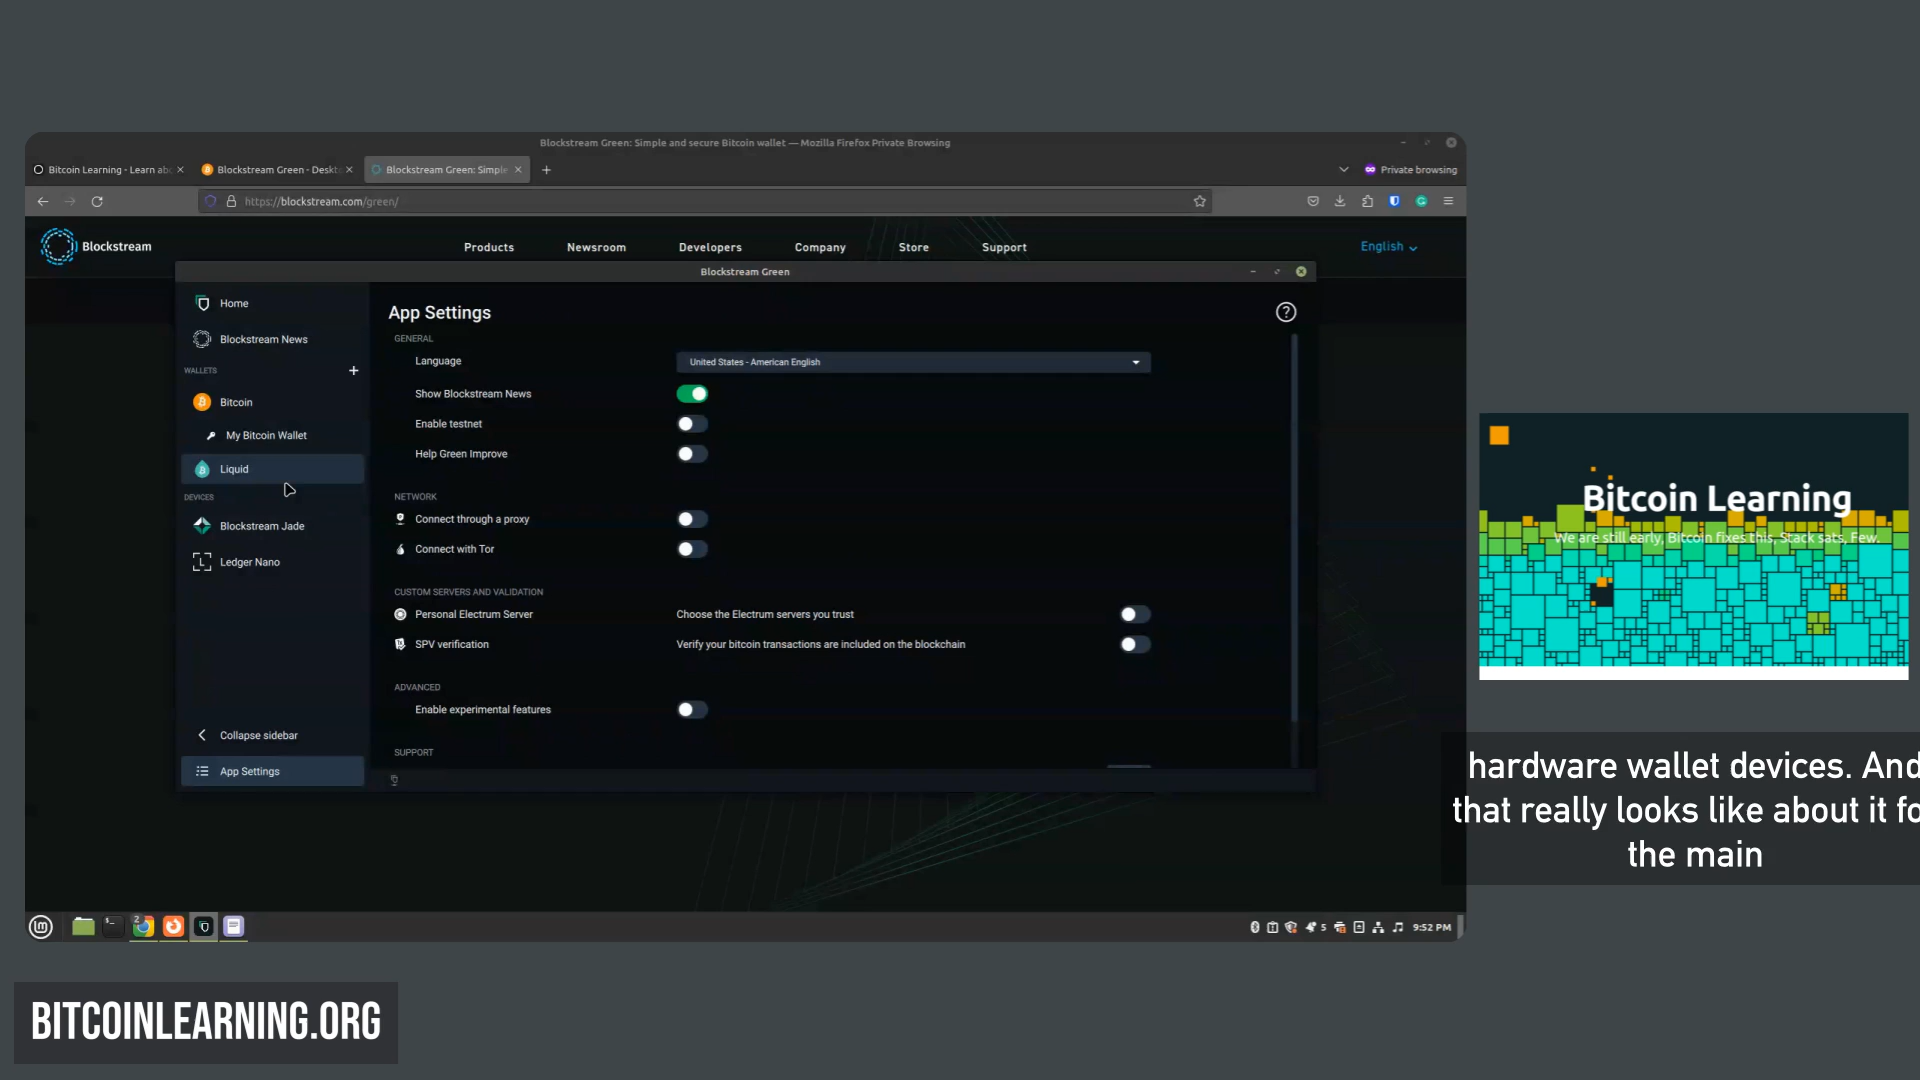 Blockstream Green: Simple and secure Bitcoin wallet — Mozilla Firefox Private Browsing
Bitcoin Learning - Learn abo
Blockstream Green - Deskt
Blockstream Green: Simple
Private browsing
https://blockstream.com/green/
Blockstream
Products
Newsroom
Developers
Company
Store
Support
English
Blockstream Green
Home
Blockstream News
WALLETS
Bitcoin
My Bitcoin Wallet
Liquid
DEVICES
Blockstream Jade
Ledger Nano
Collapse sidebar
App Settings
App Settings
GENERAL
Language
United States - American English
Show Blockstream News
Enable testnet
Help Green Improve
NETWORK
Connect through a proxy
Connect with Tor
CUSTOM SERVERS AND VALIDATION
Personal Electrum Server
Choose the Electrum servers you trust
SPV verification
Verify your bitcoin transactions are included on the blockchain
ADVANCED
Enable experimental features
SUPPORT
2
5
9:52 PM
Bitcoin Learning
We are still early, Bitcoin fixes this, Stack sats, Few.
hardware wallet devices. And
that really looks like about it fo
the main
BITCOINLEARNING.ORG